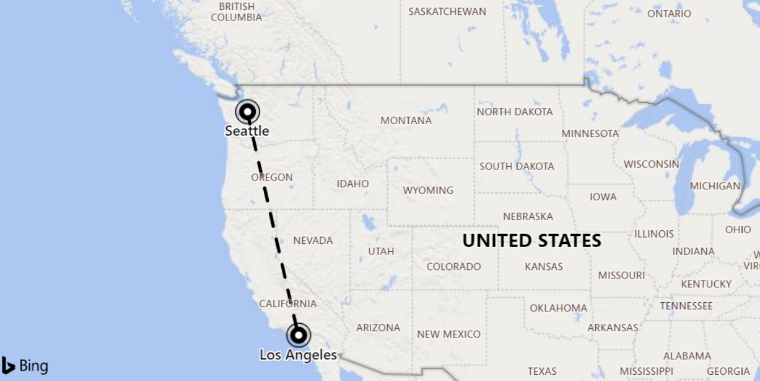 BRITISH
COLUMBIA
SASKATCHEWAN
ONTARIO
Seattle
MONTANA
NORTH DAKOTA
MINNESOTA
OREGON
IDAHO
WYOMING
SOUTH DAKOTA
WISCONSIN
MICHIGAN
IOWA
NEBRASKA
NEVADA
UTAH
COLORADO
UNITED STATES
KANSAS
MISSOURI
ILLINOIS
INDIANA
OHIO
W
VIR
KENTUCKY
CALIFORNIA
Los Angeles
ARIZONA
NEW MEXICO
OKLAHOMA
ARKANSAS
TENNESSEE
TEXAS
MISSISSIPPI
ALABAMA
GEORGIA
Bing